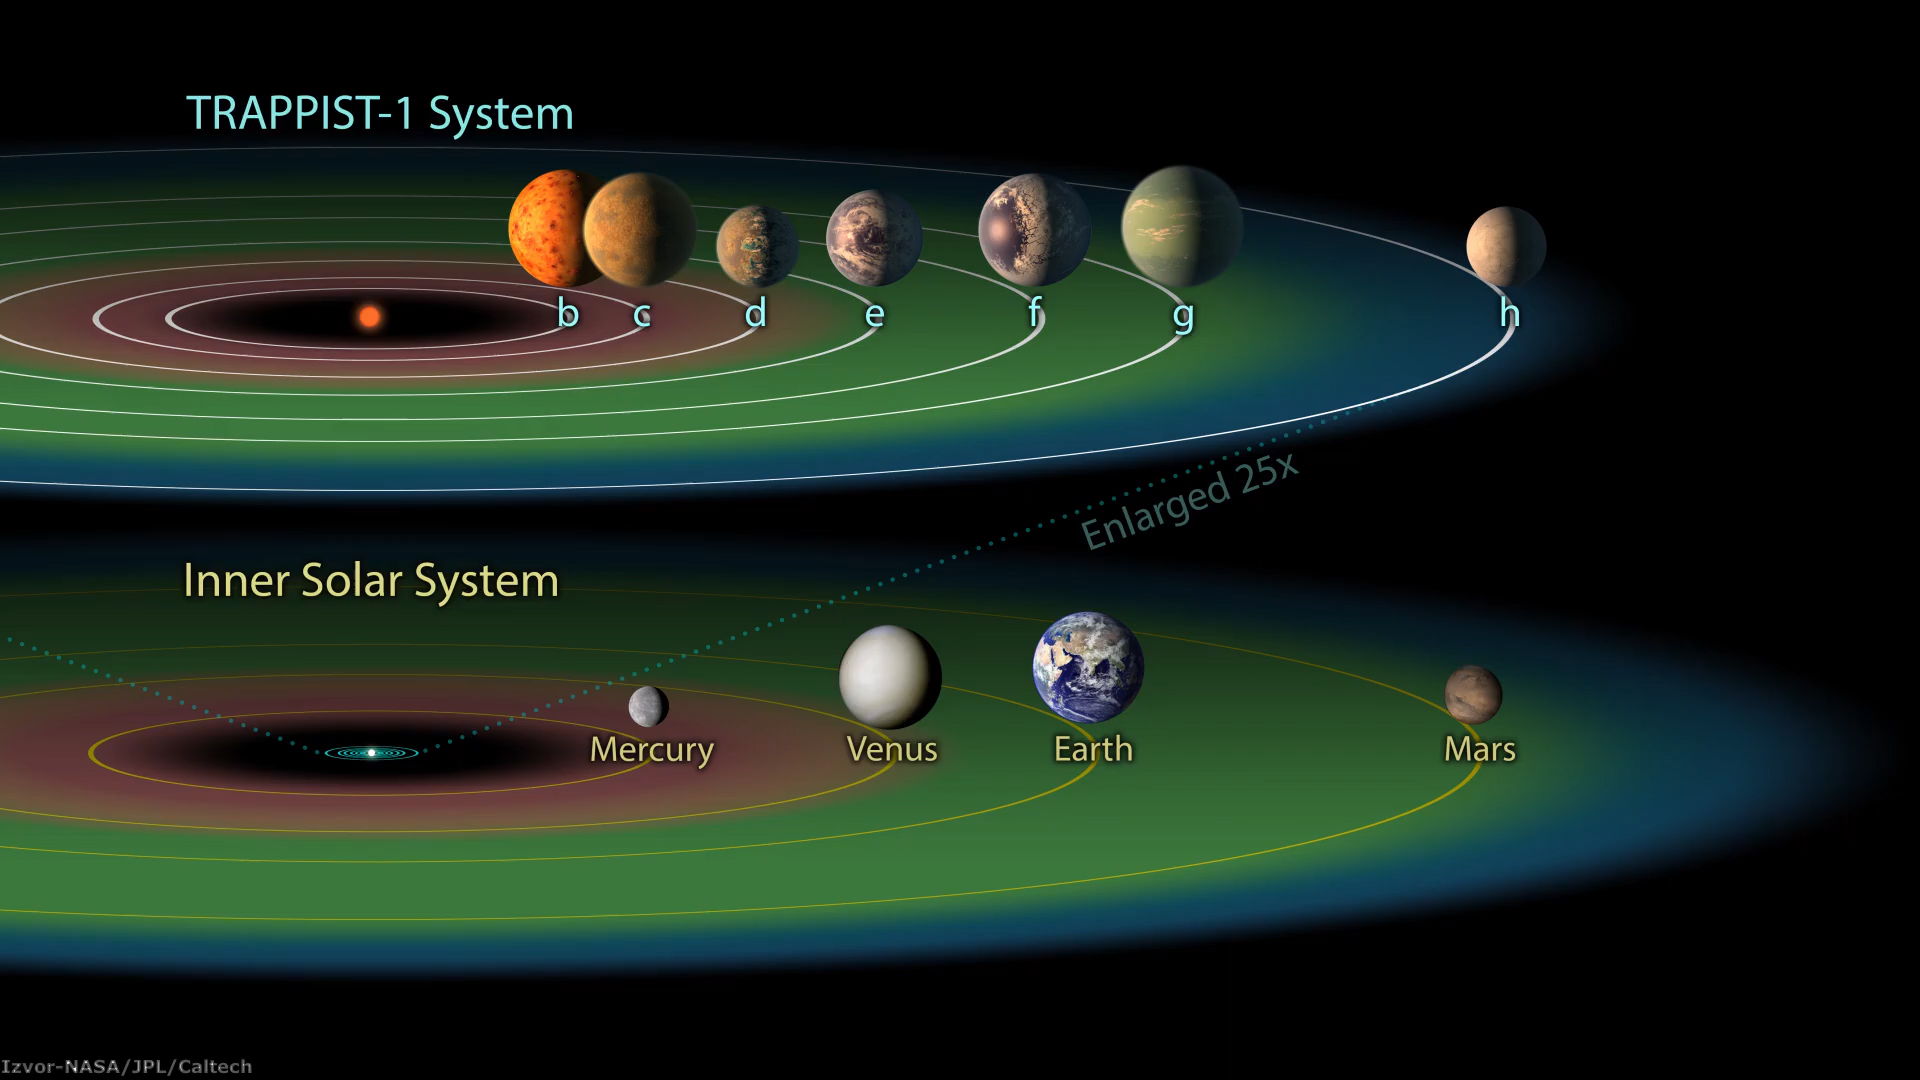 TRAPPIST-1 System
b c d e f g h
Enlarged 25x
Inner Solar System
Mercury Venus Earth Mars
Izvor-NASA/JPL/Caltech